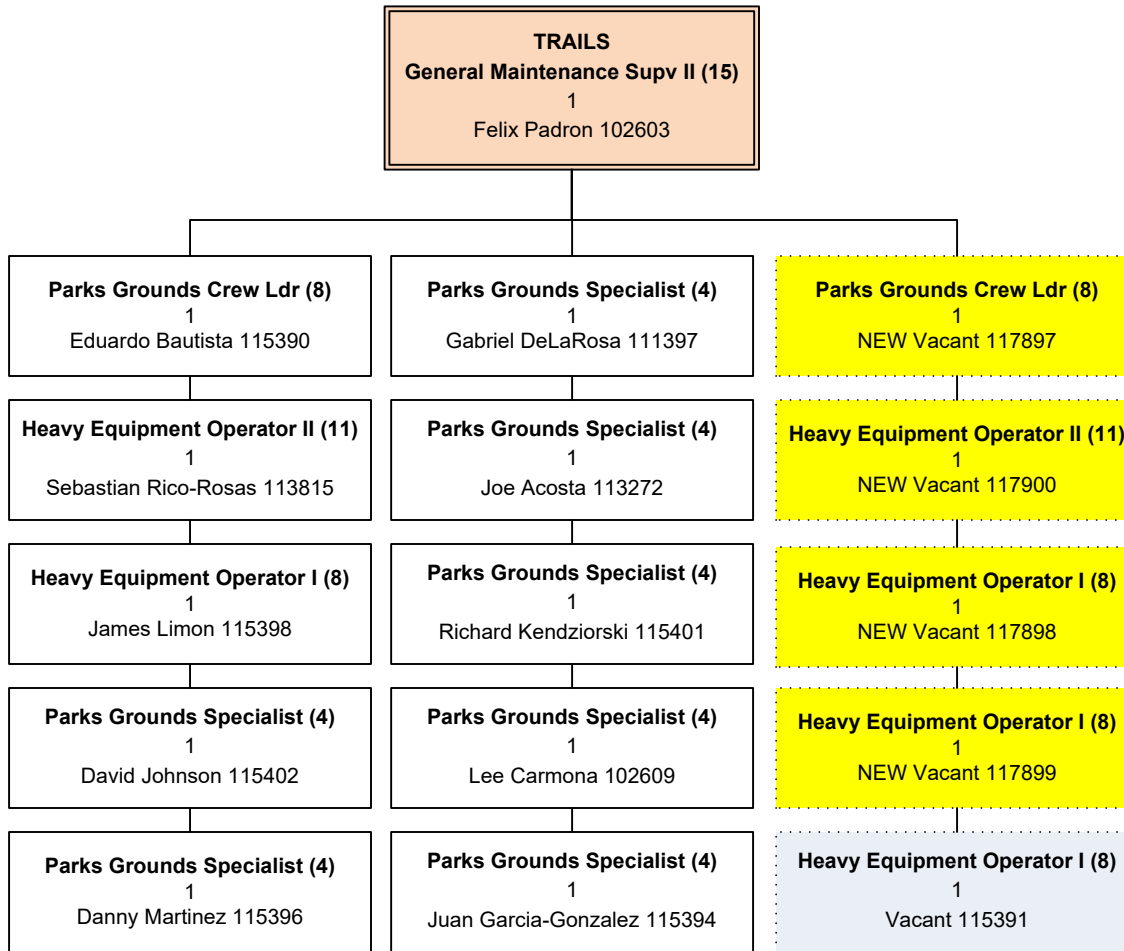 TRAILS
General Maintenance Supv II (15)
1
Felix Padron 102603
Parks Grounds Crew Ldr (8)
1
Eduardo Bautista 115390
Heavy Equipment Operator II (11)
1
Sebastian Rico-Rosas 113815
Heavy Equipment Operator I (8)
1
James Limon 115398
Parks Grounds Specialist (4)
1
David Johnson 115402
Parks Grounds Specialist (4)
1
Danny Martinez 115396
Parks Grounds Specialist (4)
1
Gabriel DeLaRosa 111397
Parks Grounds Specialist (4)
1
Joe Acosta 113272
Parks Grounds Specialist (4)
1
Richard Kendziorski 115401
Parks Grounds Specialist (4)
1
Lee Carmona 102609
Parks Grounds Specialist (4)
1
Juan Garcia-Gonzalez 115394
Parks Grounds Crew Ldr (8)
1
NEW Vacant 117897
Heavy Equipment Operator II (11)
1
NEW Vacant 117900
Heavy Equipment Operator I (8)
1
NEW Vacant 117898
Heavy Equipment Operator I (8)
1
NEW Vacant 117899
Heavy Equipment Operator I (8)
1
Vacant 115391